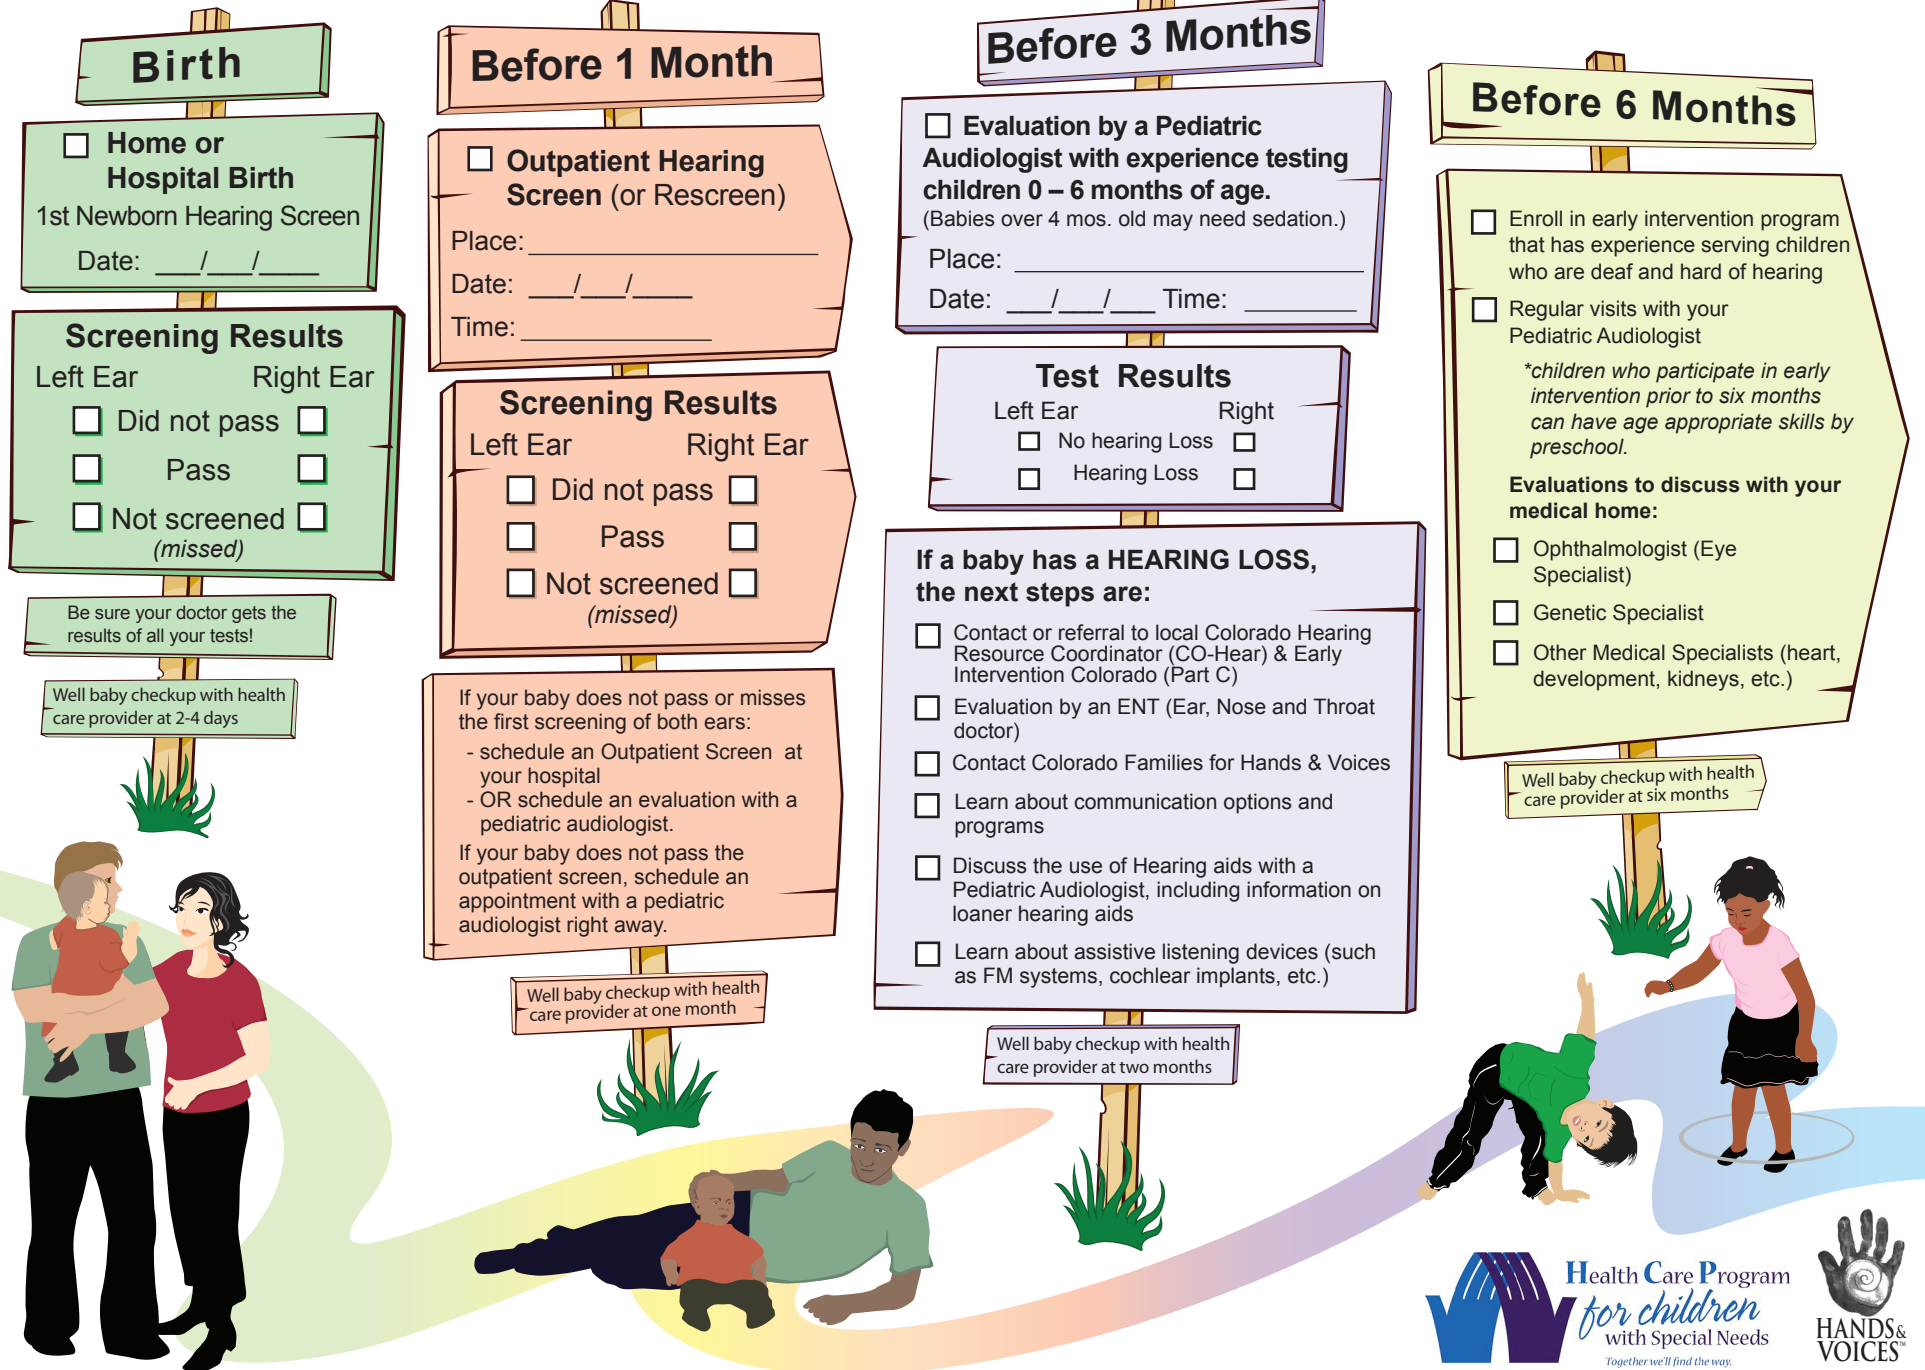 Birth
Home or
Hospital Birth
1st Newborn Hearing Screen
Date: ___/___/____
Screening Results
Left Ear Right Ear
Did not pass
Pass
Not screened
(missed)
Be sure your doctor gets the
results of all your tests!
Well baby checkup with health
care provider at 2-4 days
Before 1 Month
Outpatient Hearing
Screen (or Rescreen)
Place: ____________________
Date: ___/___/____
Time: _____________
Screening Results
Left Ear Right Ear
Did not pass
Pass
Not screened
(missed)
If your baby does not pass or misses
the first screening of both ears:
- schedule an Outpatient Screen at
your hospital
- OR schedule an evaluation with a
pediatric audiologist.
If your baby does not pass the
outpatient screen, schedule an
appointment with a pediatric
audiologist right away.
Well baby checkup with health
care provider at one month
Before 3 Months
Evaluation by a Pediatric
Audiologist with experience testing
children 0 – 6 months of age.
(Babies over 4 mos. old may need sedation.)
Place: ________________________
Date: ___/___/___ Time: ________
Test Results
Left Ear Right
No hearing Loss
Hearing Loss
If a baby has a HEARING LOSS,
the next steps are:
Contact or referral to local Colorado Hearing
Resource Coordinator (CO-Hear) & Early
Intervention Colorado (Part C)
Evaluation by an ENT (Ear, Nose and Throat
doctor)
Contact Colorado Families for Hands & Voices
Learn about communication options and
programs
Discuss the use of Hearing aids with a
Pediatric Audiologist, including information on
loaner hearing aids
Learn about assistive listening devices (such
as FM systems, cochlear implants, etc.)
Well baby checkup with health
care provider at two months
Before 6 Months
Enroll in early intervention program
that has experience serving children
who are deaf and hard of hearing
Regular visits with your
Pediatric Audiologist
*children who participate in early
intervention prior to six months
can have age appropriate skills by
preschool.
Evaluations to discuss with your
medical home:
Ophthalmologist (Eye
Specialist)
Genetic Specialist
Other Medical Specialists (heart,
development, kidneys, etc.)
Well baby checkup with health
care provider at six months
Health Care Program
for children
with Special Needs
Together we'll find the way.
HANDS&
VOICES™